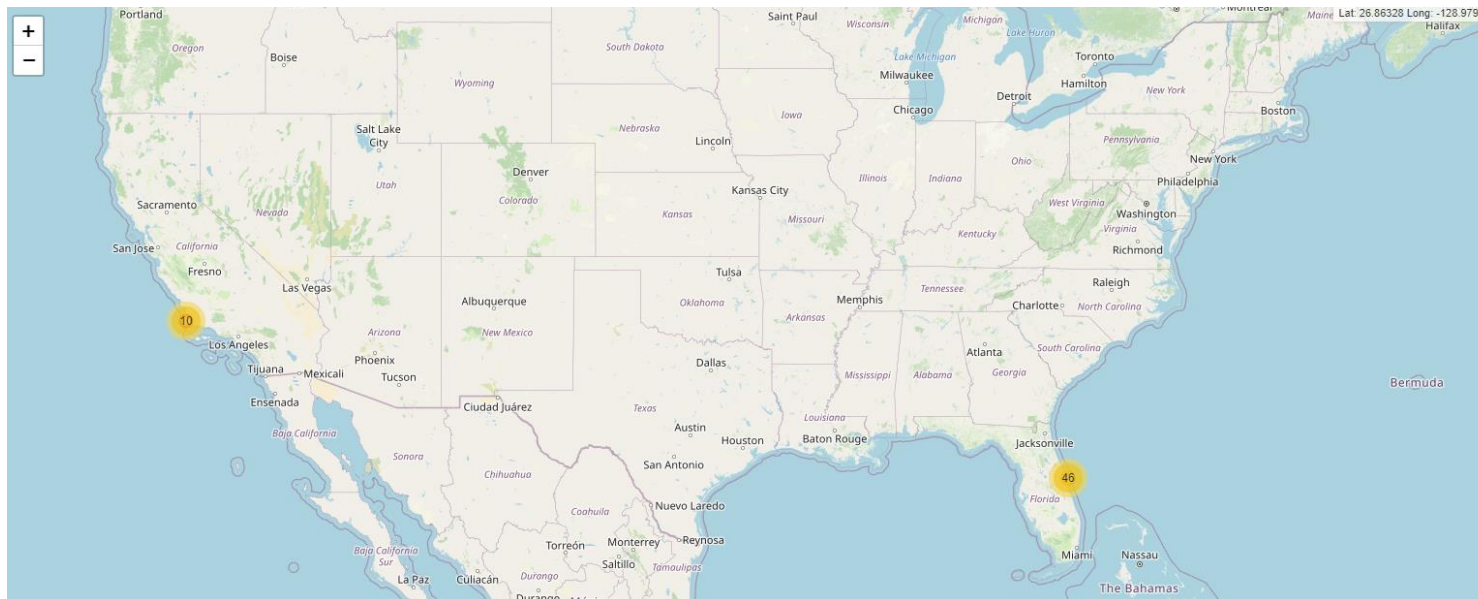 Portland
Saint Paul
Wisconsin
Michigan
Montréal
Maine
Lat: 26.86328 Long: -128.979
Halifax
+
−
Oregon
Boise
South Dakota
Lake Michigan
Lake Huron
Toronto
Hamilton
Milwaukee
Wyoming
Detroit
New York
Chicago
Boston
Iowa
Nebraska
Salt Lake
City
Lincoln
Pennsylvania
New York
Ohio
Denver
Utah
Colorado
Kansas City
Illinois
Indiana
Philadelphia
Sacramento
Nevada
Kansas
Missouri
West Virginia
Washington
Virginia
San Jose
California
Kentucky
Richmond
Fresno
Las Vegas
Tulsa
Raleigh
Albuquerque
Oklahoma
Memphis
Tennessee
Charlotte
North Carolina
10
Arizona
New Mexico
Arkansas
Los Angeles
Phoenix
Dallas
Atlanta
South Carolina
Tijuana
Mexicali
Tucson
Mississippi
Alabama
Georgia
Bermuda
Ensenada
Ciudad Juárez
Texas
Louisiana
Baja California
Austin
Houston
Baton Rouge
Jacksonville
Sonora
Chihuahua
San Antonio
46
Florida
Coahuila
Nuevo Laredo
Baja California
Sur
Torreón
Monterrey
Reynosa
Miami
Nassau
Saltillo
Tamaulipas
La Paz
Culiacán
Durango
The Bahamas
Durango